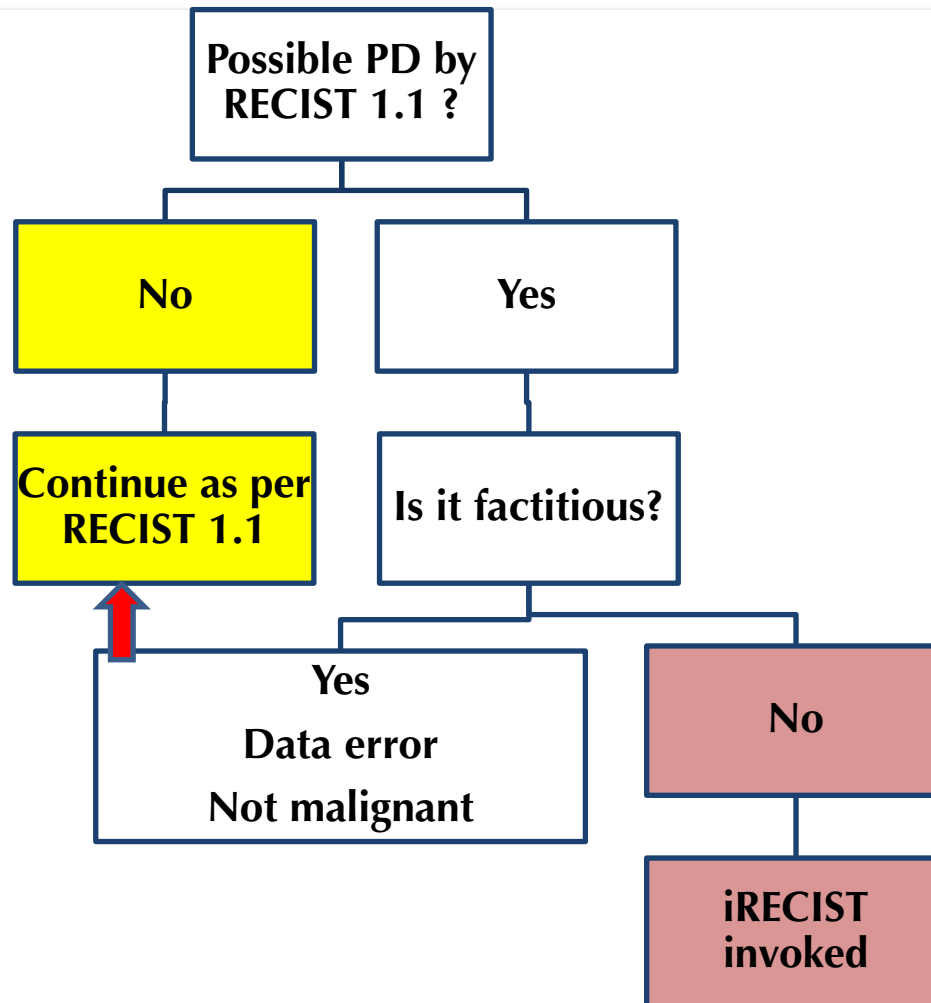 Possible PD by
RECIST 1.1 ?
No
Yes
Continue as per
RECIST 1.1
Is it factitious?
Yes
Data error
Not malignant
No
iRECIST
invoked